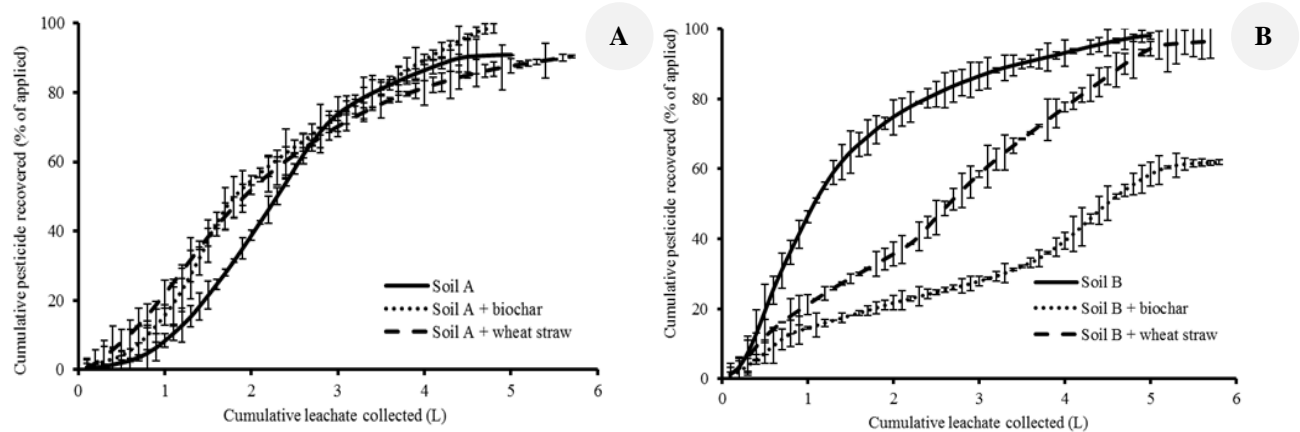 A
Cumulative pesticide recovered (% of applied)
100
80
60
40
20
0
Soil A
Soil A + biochar
Soil A + wheat straw
0 1 2 3 4 5 6
Cumulative leachate collected (L)
B
Cumulative pesticide recovered (% of applied)
100
80
60
40
20
0
Soil B
Soil B + biochar
Soil B + wheat straw
0 1 2 3 4 5 6
Cumulative leachate collected (L)